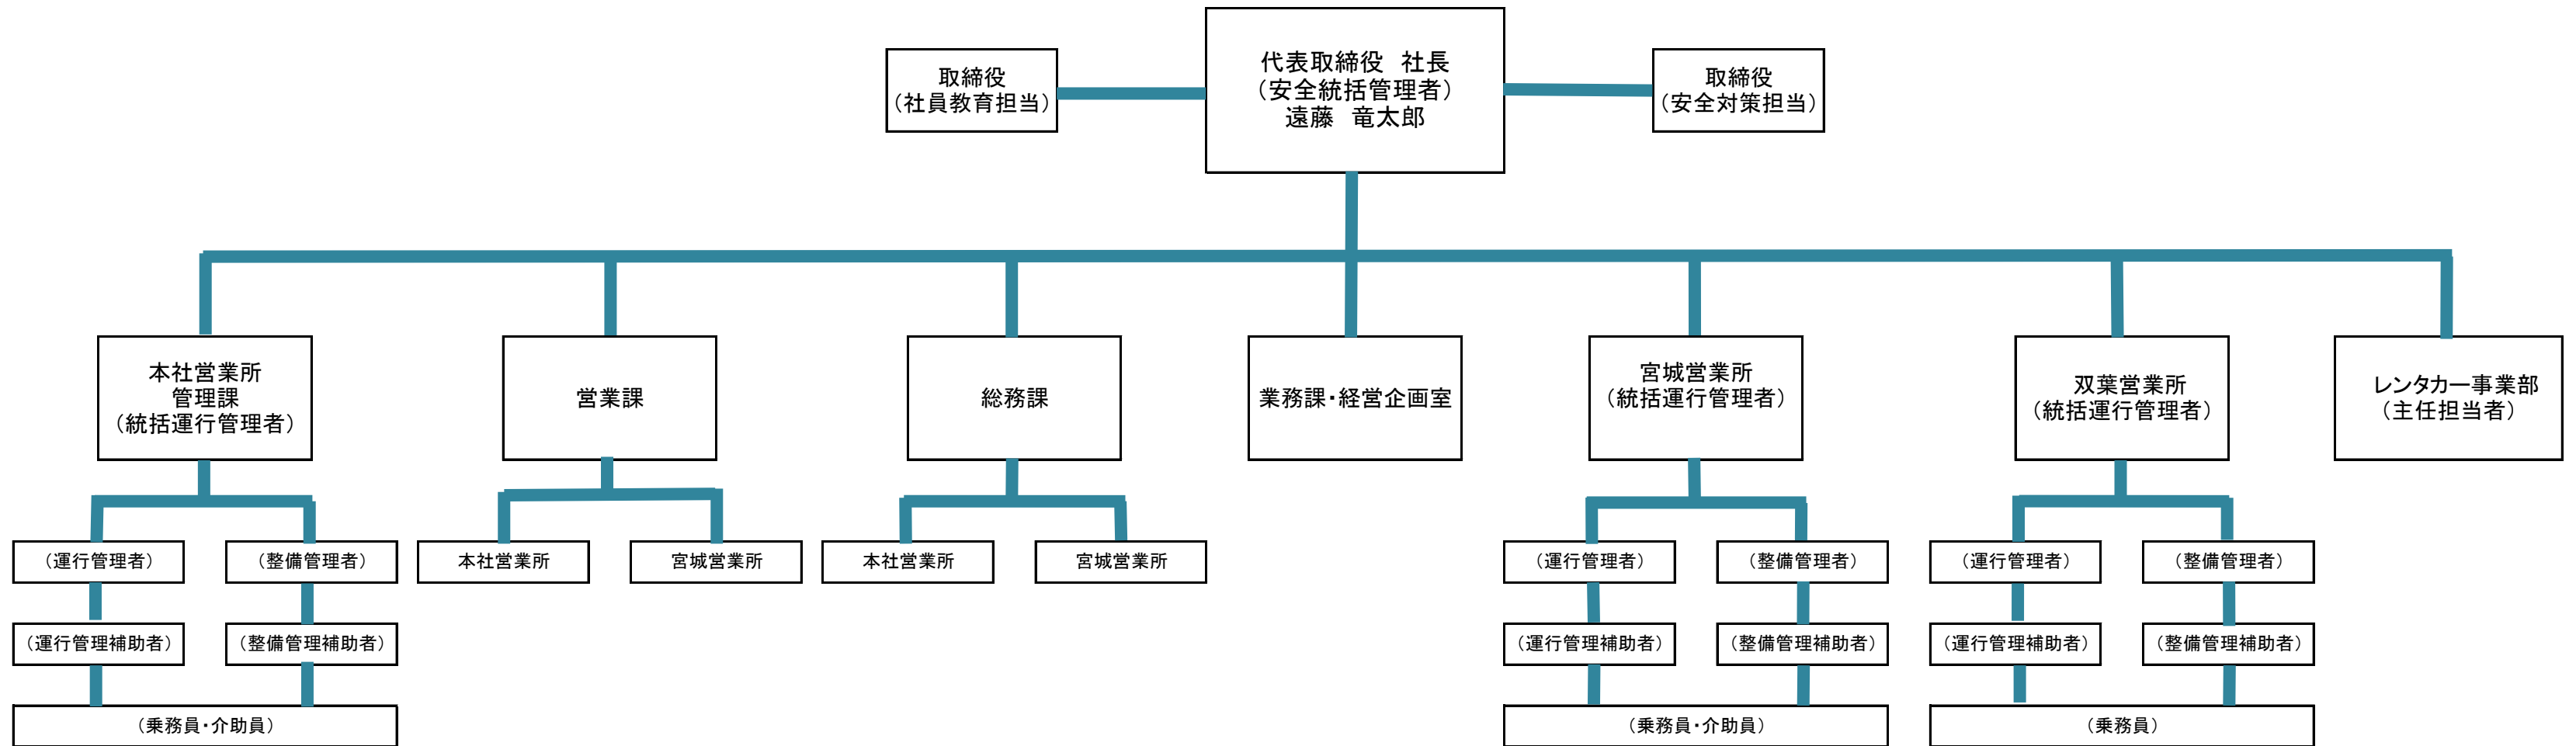 代表取締役　社長
（安全統括管理者）
遠藤　竜太郎
取締役
（社員教育担当）
取締役
（安全対策担当）
本社営業所
管理課
（統括運行管理者）
営業課
総務課
業務課・経営企画室
宮城営業所
（統括運行管理者）
双葉営業所
（統括運行管理者）
レンタカー事業部
（主任担当者）
（運行管理者）
（整備管理者）
本社営業所
宮城営業所
本社営業所
宮城営業所
（運行管理者）
（整備管理者）
（運行管理者）
（整備管理者）
（運行管理補助者）
（整備管理補助者）
（運行管理補助者）
（整備管理補助者）
（運行管理補助者）
（整備管理補助者）
（乗務員・介助員）
（乗務員・介助員）
（乗務員）